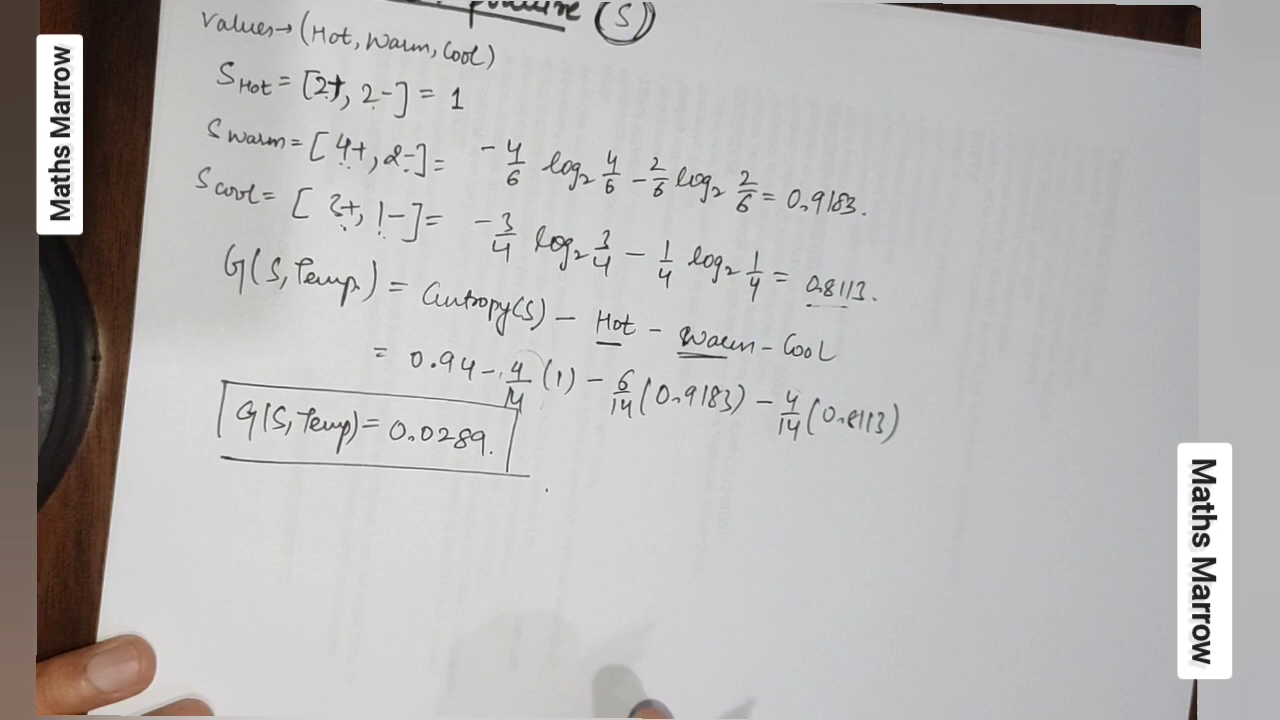 (S)
Values → (Hot, Warm, Cool)
S Hot = [2+, 2-] = 1
S Warm = [4+, 2-] = - 4/6 log₂ 4/6 - 2/6 log₂ 2/6 = 0.9183.
S Cool = [3+, 1-] = - 3/4 log₂ 3/4 - 1/4 log₂ 1/4 = 0.8113.
G(S, Temp.) = Entropy(S) - Hot - Warm - Cool
= 0.94 - 4/14 (1) - 6/14 (0.9183) - 4/14 (0.8113)
G(S, Temp) = 0.0289.
Maths Marrow
Maths Marrow